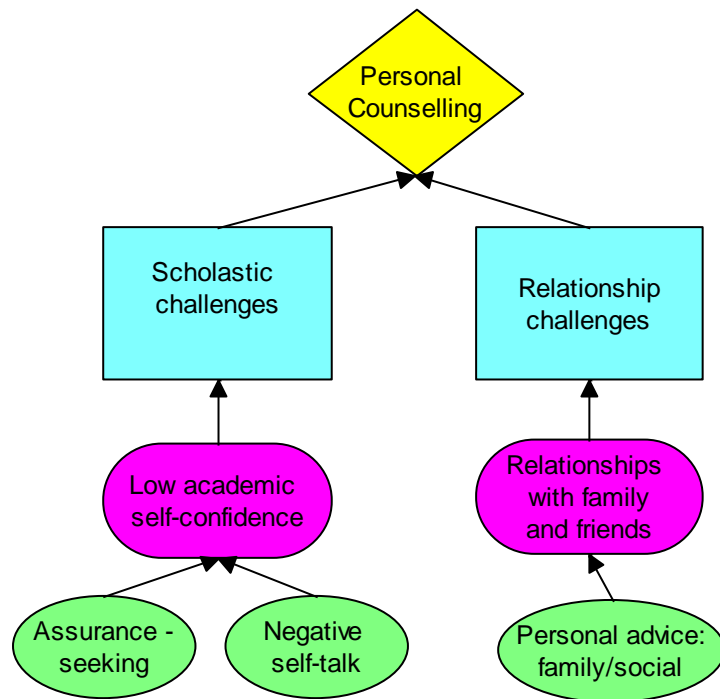 Personal
Counselling
Scholastic
challenges
Relationship
challenges
Low academic
self-confidence
Relationships
with family
and friends
Assurance -
seeking
Negative
self-talk
Personal advice:
family/social